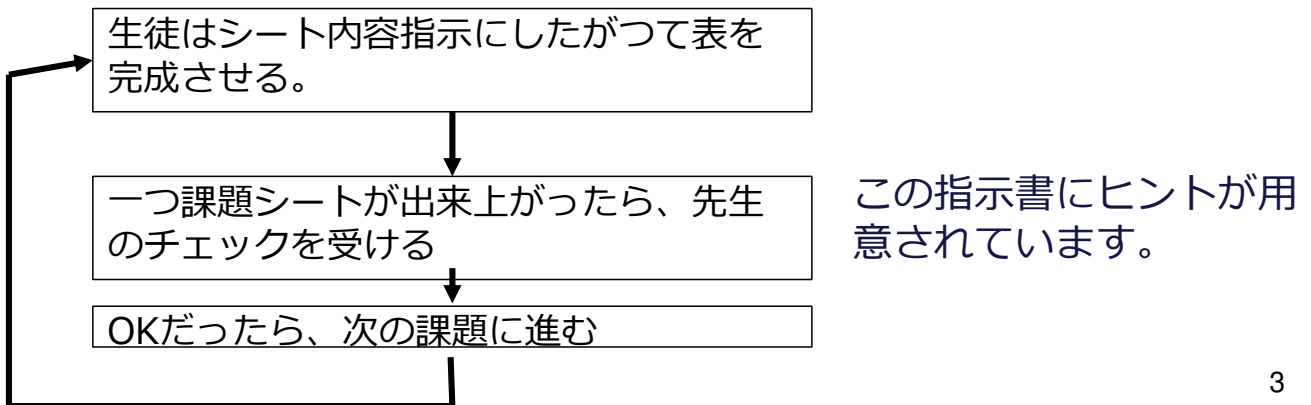 生徒はシート内容指示にしたがつて表を
完成させる。
一つ課題シートが出来上がったら、先生
のチェックを受ける
この指示書にヒントが用
意されています。
OKだったら、次の課題に進む
3